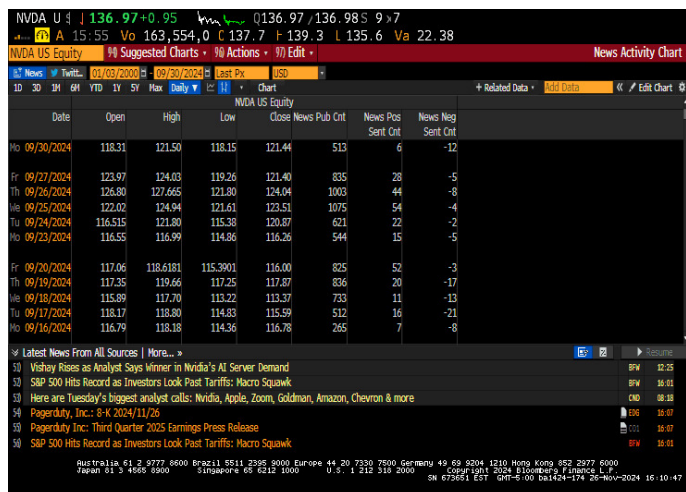 NVDA U $ ↓ 136.97 +0.95 Q136.97/136.98S 9x7
A 15:55 Vo 163,554,0 C 137.7 H 139.3 L 135.6 Va 22.38
NVDA US Equity 94) Suggested Charts 96) Actions 97) Edit News Activity Chart
News Twitt... 01/03/2000 - 09/30/2024 Last Px USD
1D 3D 1M 6M YTD 1Y 5Y Max Daily ▼ Chart + Related Data Add Data « Edit Chart
NVDA US Equity
Date Open High Low Close News Pub Cnt News Pos News Neg
Sent Cnt Sent Cnt
Mo 09/30/2024 118.31 121.50 118.15 121.44 513 6 -12
Fr 09/27/2024 123.97 124.03 119.26 121.40 835 28 -5
Th 09/26/2024 126.80 127.665 121.80 124.04 1003 44 -8
We 09/25/2024 122.02 124.94 121.61 123.51 1075 54 -4
Tu 09/24/2024 116.515 121.80 115.38 120.87 621 22 -2
Mo 09/23/2024 116.55 116.99 114.86 116.26 544 15 -5
Fr 09/20/2024 117.06 118.6181 115.3901 116.00 825 52 -3
Th 09/19/2024 117.35 119.66 117.25 117.87 836 20 -17
We 09/18/2024 115.89 117.70 113.22 113.37 733 11 -13
Tu 09/17/2024 118.17 118.80 114.83 115.59 512 16 -21
Mo 09/16/2024 116.79 118.18 114.36 116.78 265 7 -8
Latest News From All Sources | More... » Resume
51) Vishay Rises as Analyst Says Winner in Nvidia's AI Server Demand BFW 12:25
52) S&P 500 Hits Record as Investors Look Past Tariffs: Macro Squawk BFW 16:01
53) Here are Tuesday's biggest analyst calls: Nvidia, Apple, Zoom, Goldman, Amazon, Chevron & more CND 08:18
54) Pagerduty, Inc.: 8-K 2024/11/26 EDG 16:07
55) Pagerduty Inc: Third Quarter 2025 Earnings Press Release 16:07
56) S&P 500 Hits Record as Investors Look Past Tariffs: Macro Squawk BFW 16:01
Australia 61 2 9777 8600 Brazil 5511 2395 9000 Europe 44 20 7330 7500 Germany 49 69 9204 1210 Hong Kong 852 2977 6000
Japan 81 3 4565 8900 Singapore 65 6212 1000 U.S. 1 212 318 2000 Copyright 2024 Bloomberg Finance L.P.
SN 673651 EST GMT-5:00 ba1424-174 26-Nov-2024 16:10:47